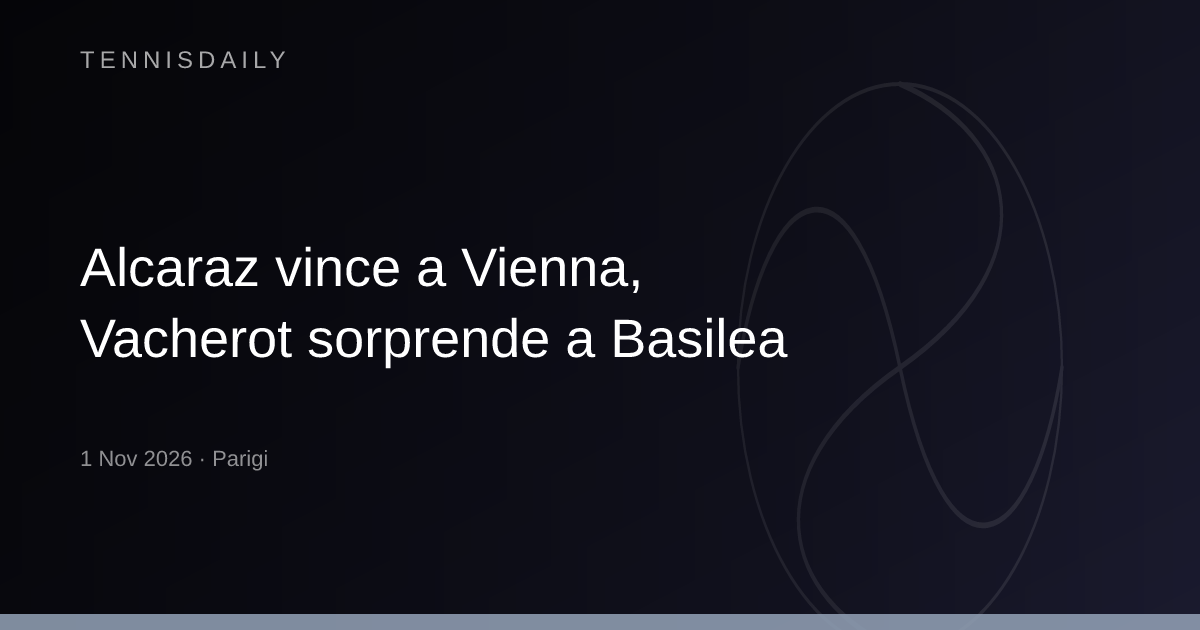 TENNISDAILY
Alcaraz vince a Vienna,
Vacherot sorprende a Basilea
1 Nov 2026 · Parigi